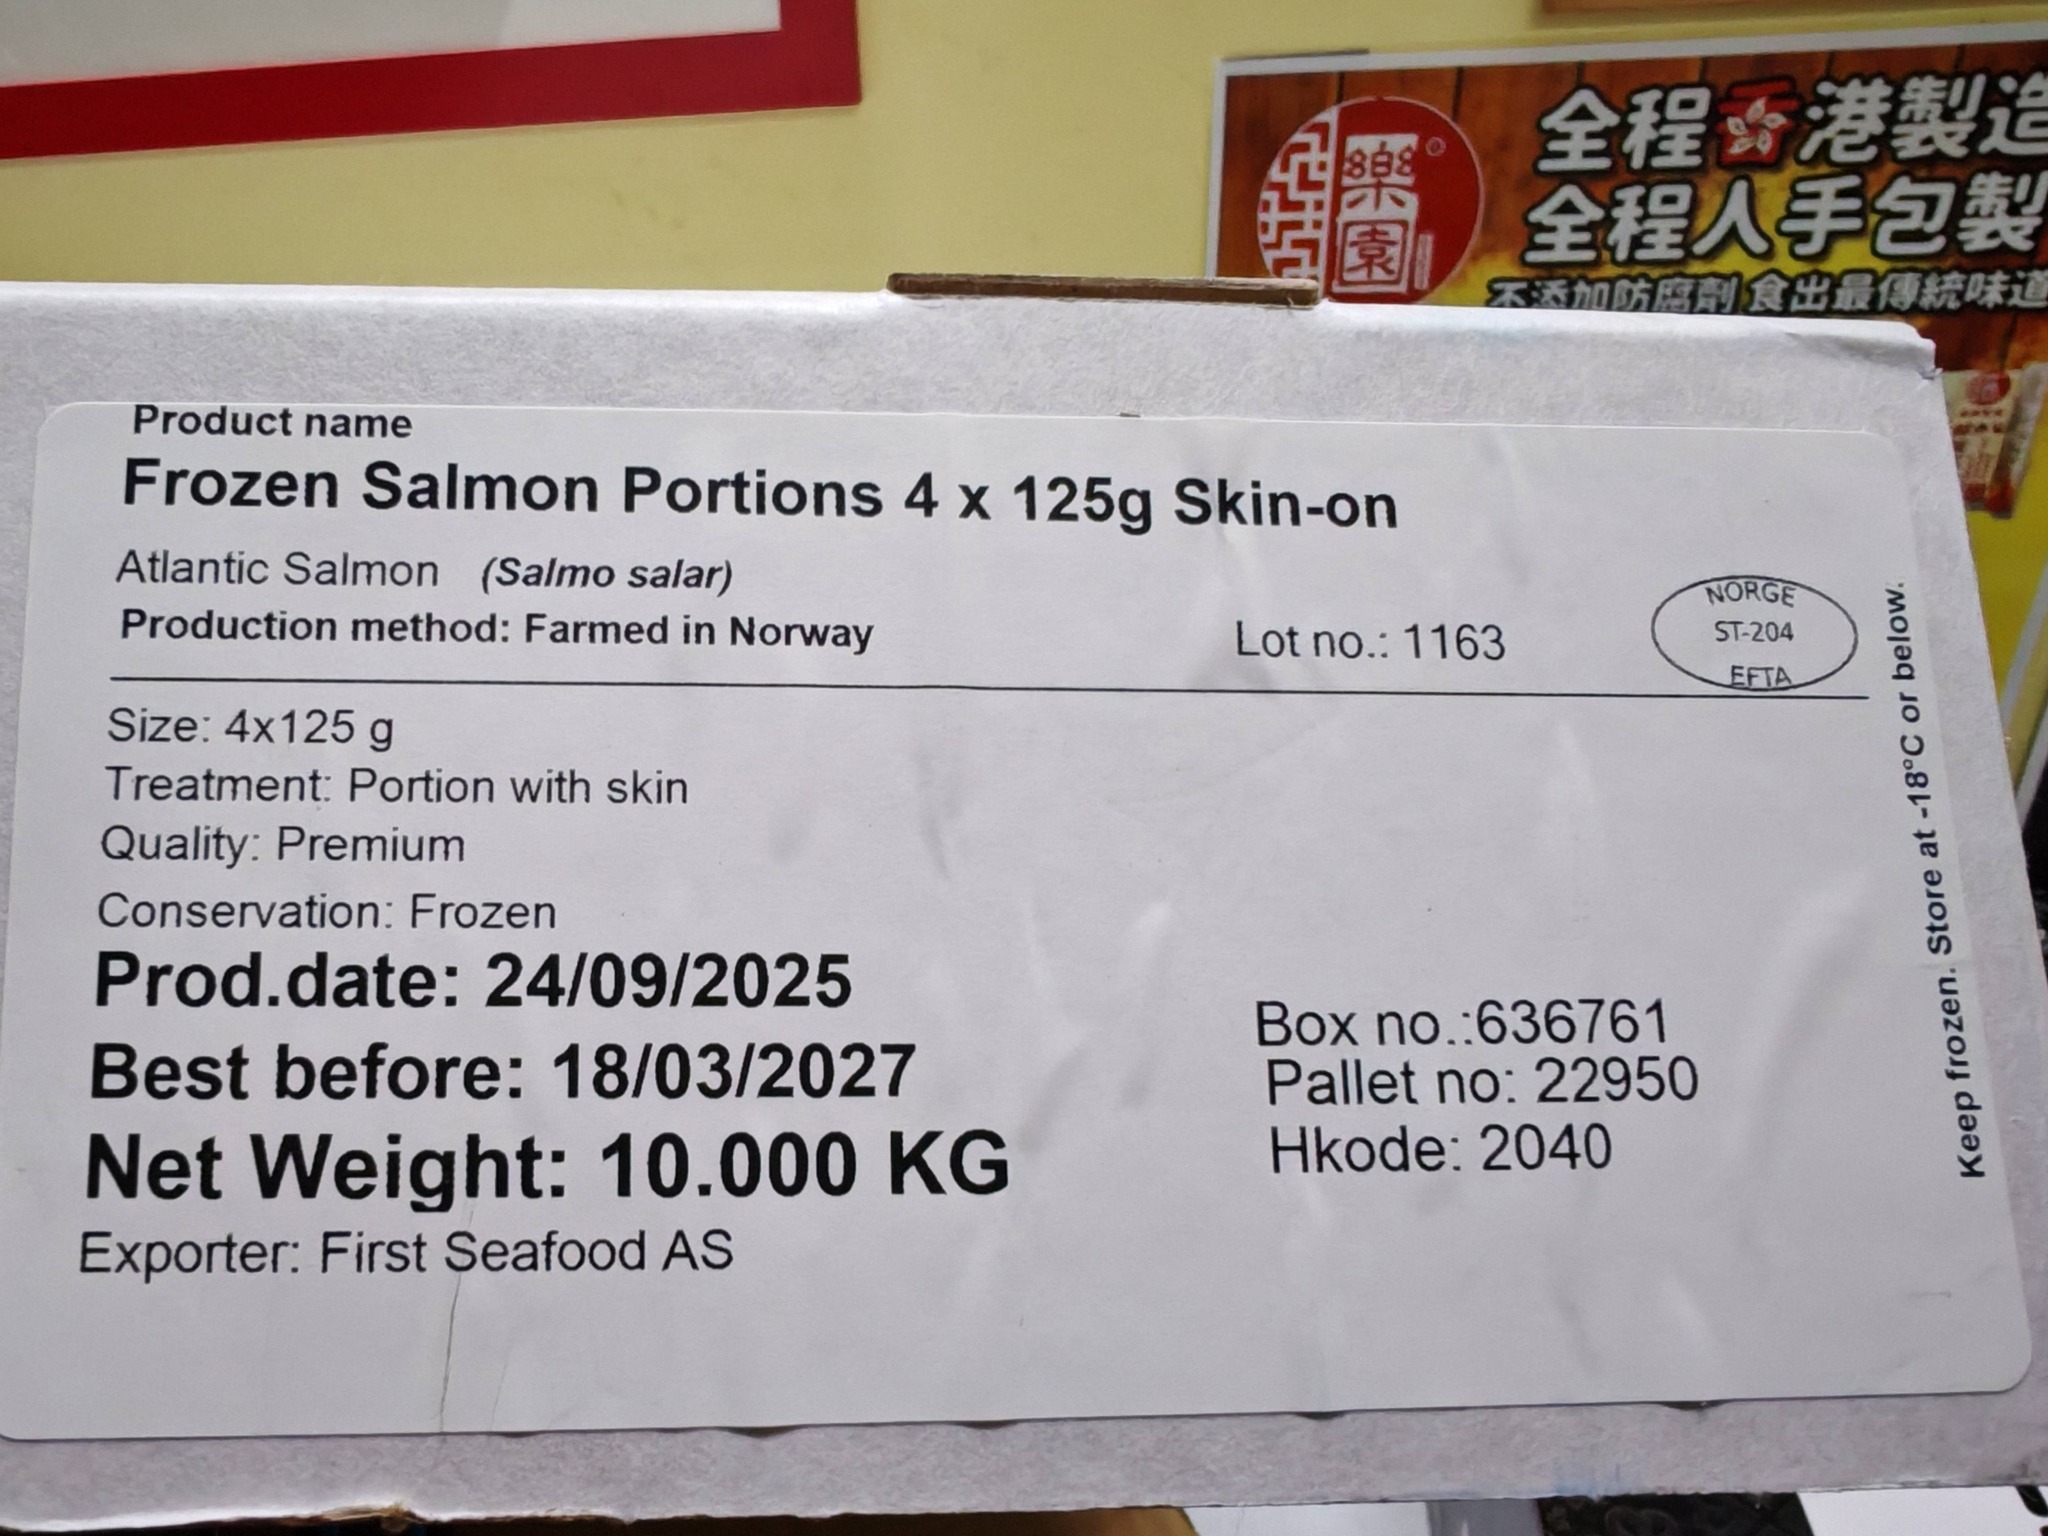 全程香港製造
全程人手包製
不添加防腐劑 食出最傳統味道
樂園
®
Product name
Frozen Salmon Portions 4 x 125g Skin-on
Atlantic Salmon (Salmo salar)
Production method: Farmed in Norway
Lot no.: 1163
NORGE
ST-204
EFTA
Size: 4x125 g
Treatment: Portion with skin
Quality: Premium
Conservation: Frozen
Prod.date: 24/09/2025
Best before: 18/03/2027
Net Weight: 10.000 KG
Exporter: First Seafood AS
Box no.:636761
Pallet no: 22950
Hkode: 2040
Keep frozen. Store at -18°C or below.